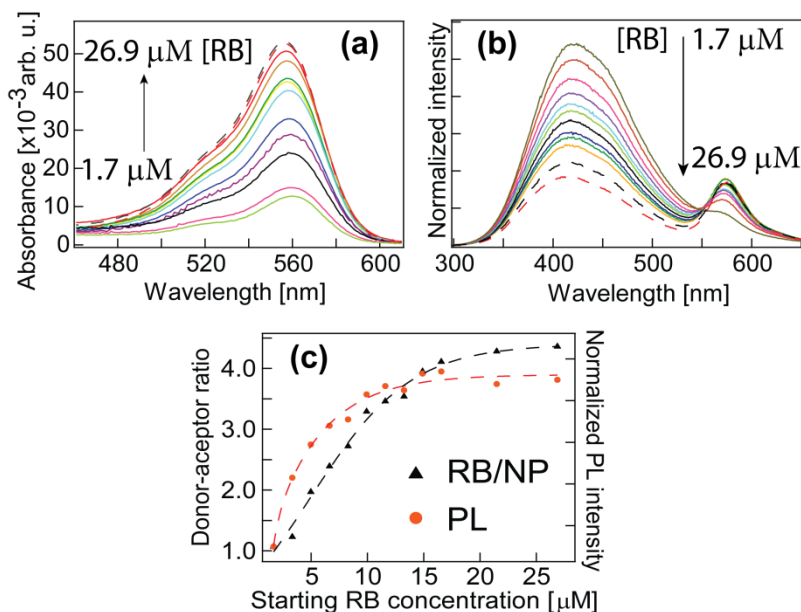 (a)
26.9 μM [RB]
1.7 μM
Absorbance [x10-3arb. u.]
50
40
30
20
10
0
480 520 560 600
Wavelength [nm]
(b)
[RB] 1.7 μM
26.9 μM
Normalized intensity
300 400 500 600
Wavelength [nm]
(c)
Donor-aceptor ratio
4.0
3.0
2.0
1.0
RB/NP
PL
Normalized PL intensity
5 10 15 20 25
Starting RB concentration [μM]